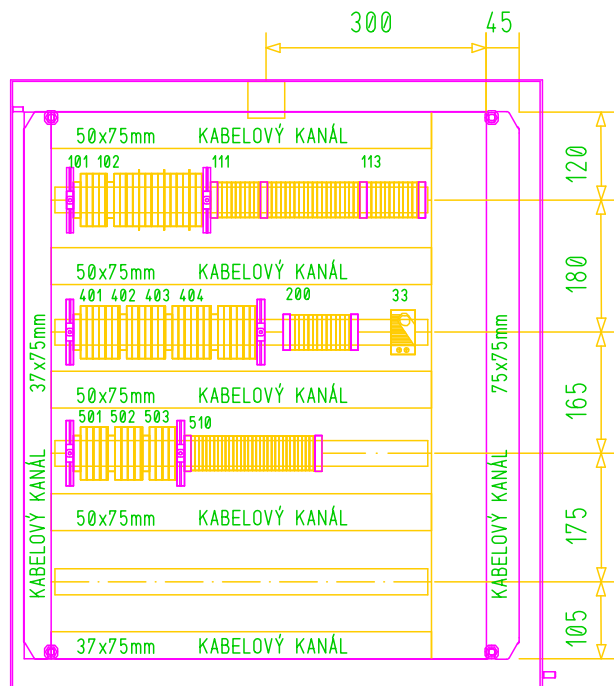 300 45
50x75mm KABELOVÝ KANÁL
101 102 111 113
120
50x75mm KABELOVÝ KANÁL
180
401 402 403 404 200 33
37x75mm
75x75mm
50x75mm KABELOVÝ KANÁL
165
501 502 503 510
KABELOVÝ KANÁL
KABELOVÝ KANÁL
50x75mm KABELOVÝ KANÁL
175
37x75mm KABELOVÝ KANÁL
105